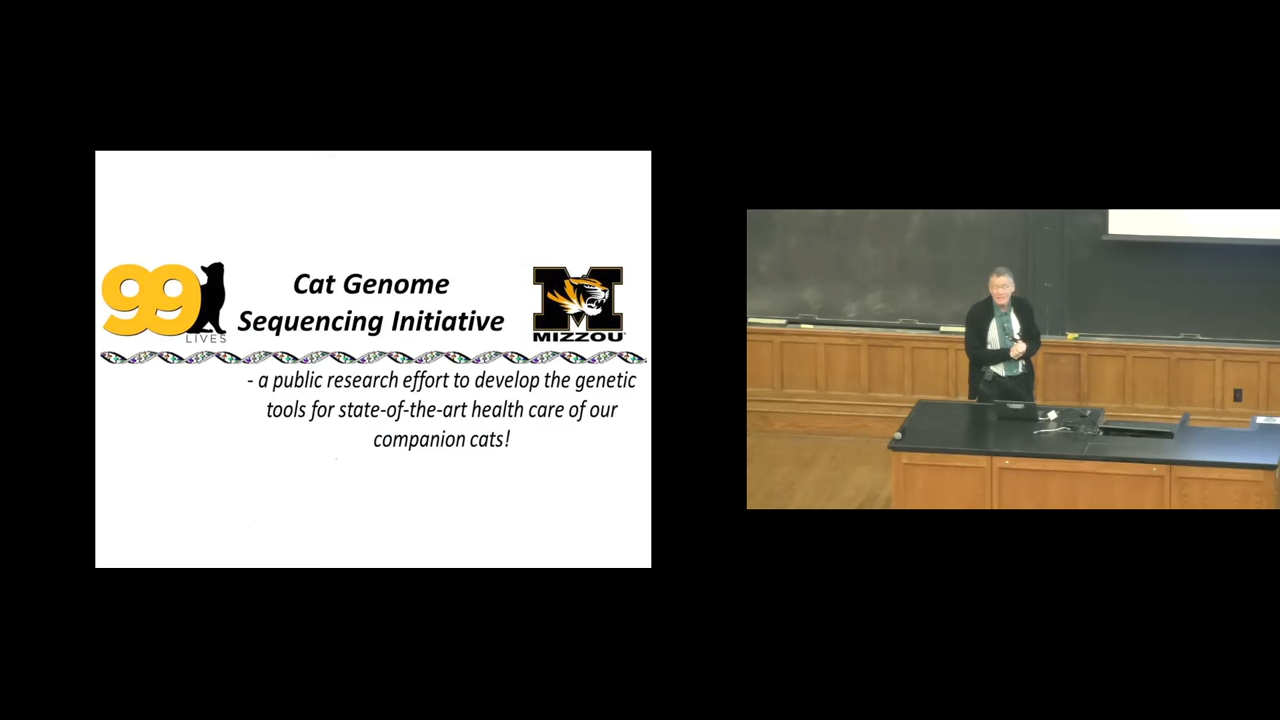 99
LIVES
Cat Genome
Sequencing Initiative
MIZZOU
- a public research effort to develop the genetic
tools for state-of-the-art health care of our
companion cats!